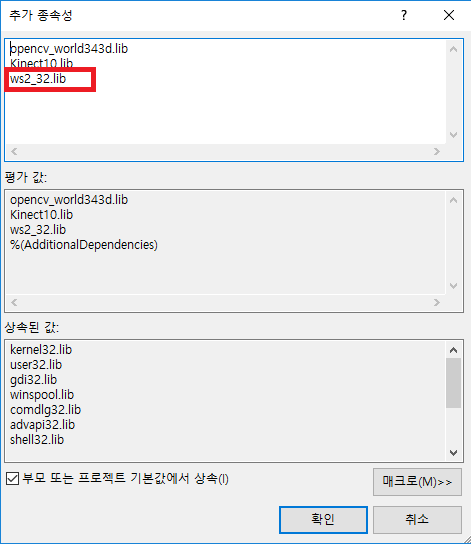 추가 종속성
?
opencv_world343d.lib
Kinect10.lib
ws2_32.lib
평가 값:
opencv_world343d.lib
Kinect10.lib
ws2_32.lib
%(AdditionalDependencies)
상속된 값:
kernel32.lib
user32.lib
gdi32.lib
winspool.lib
comdlg32.lib
advapi32.lib
shell32.lib
부모 또는 프로젝트 기본값에서 상속(I)
매크로(M)>>
확인
취소